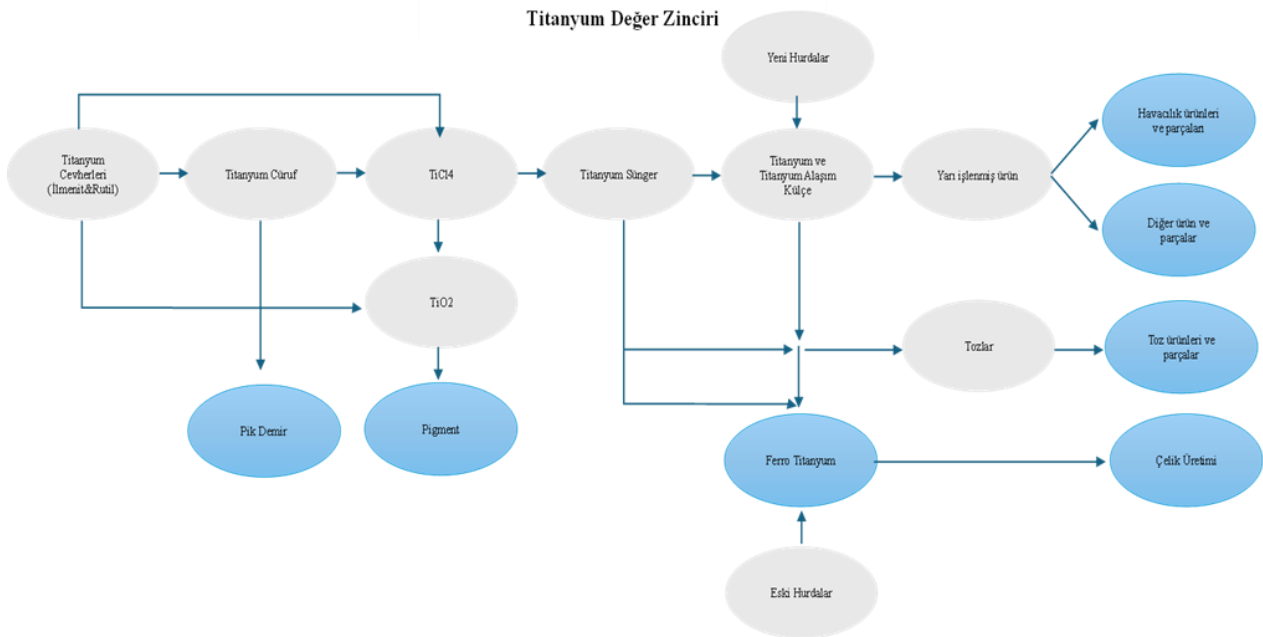 Titanyum Değer Zinciri
Yeni Hurdalar
Titanyum
Cevherleri
(İlmenit&Rutil)
Titanyum Cüruf
TiCl4
Titanyum Sünger
Titanyum ve
Titanyum Alaşım
Külçe
Yarı işlenmiş ürün
Havacılık ürünleri
ve parçaları
Diğer ürün ve
parçalar
TiO2
Tozlar
Toz ürünleri ve
parçalar
Pik Demir
Pigment
Ferro Titanyum
Çelik Üretimi
Eski Hurdalar